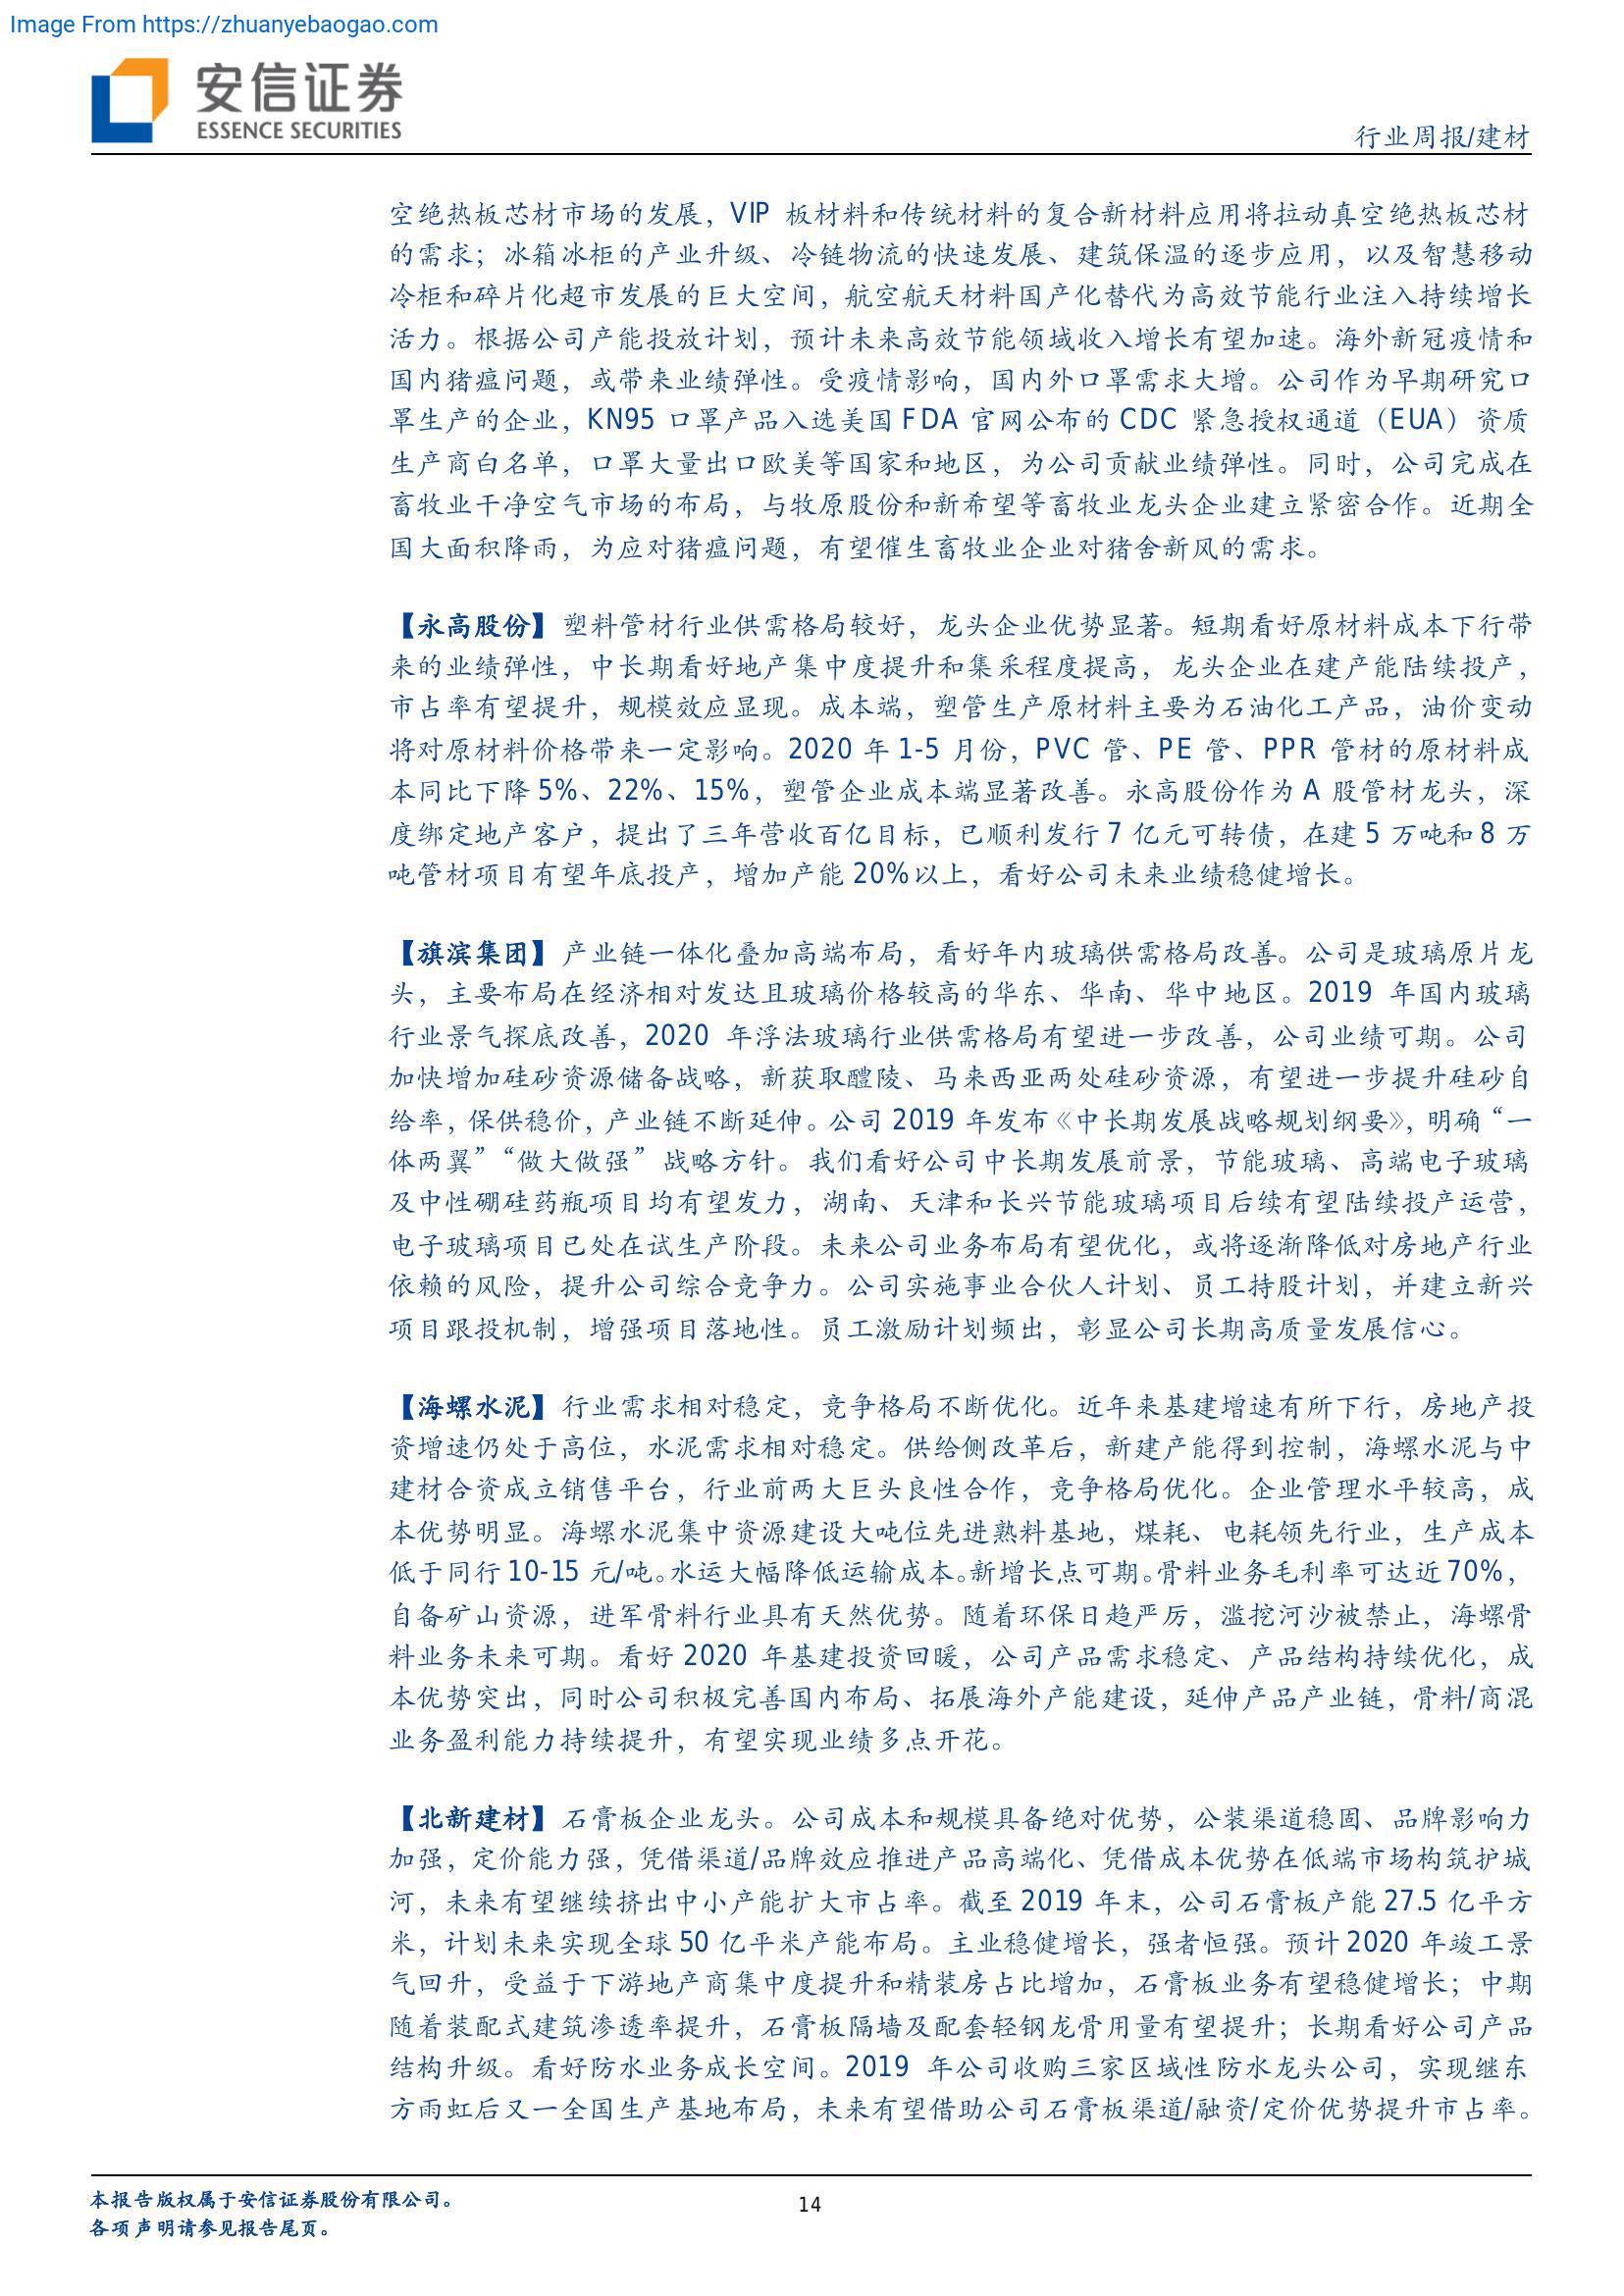 Image From https://zhuanyebaogao.com
安信证券
ESSENCE SECURITIES
行业周报/建材
空绝热板芯材市场的发展，VIP 板材料和传统材料的复合新材料应用将拉动真空绝热板芯材
的需求；冰箱冰柜的产业升级、冷链物流的快速发展、建筑保温的逐步应用，以及智慧移动
冷柜和碎片化超市发展的巨大空间，航空航天材料国产化替代为高效节能行业注入持续增长
活力。根据公司产能投放计划，预计未来高效节能领域收入增长有望加速。海外新冠疫情和
国内猪瘟问题，或带来业绩弹性。受疫情影响，国内外口罩需求大增。公司作为早期研究口
罩生产的企业，KN95 口罩产品入选美国 FDA 官网公布的 CDC 紧急授权通道（EUA）资质
生产商白名单，口罩大量出口欧美等国家和地区，为公司贡献业绩弹性。同时，公司完成在
畜牧业干净空气市场的布局，与牧原股份和新希望等畜牧业龙头企业建立紧密合作。近期全
国大面积降雨，为应对猪瘟问题，有望催生畜牧业企业对猪舍新风的需求。
【永高股份】塑料管材行业供需格局较好，龙头企业优势显著。短期看好原材料成本下行带
来的业绩弹性，中长期看好地产集中度提升和集采程度提高，龙头企业在建产能陆续投产，
市占率有望提升，规模效应显现。成本端，塑管生产原材料主要为石油化工产品，油价变动
将对原材料价格带来一定影响。2020 年 1-5 月份，PVC 管、PE 管、PPR 管材的原材料成
本同比下降 5%、22%、15%，塑管企业成本端显著改善。永高股份作为 A 股管材龙头，深
度绑定地产客户，提出了三年营收百亿目标，已顺利发行 7 亿元可转债，在建 5 万吨和 8 万
吨管材项目有望年底投产，增加产能 20%以上，看好公司未来业绩稳健增长。
【旗滨集团】产业链一体化叠加高端布局，看好年内玻璃供需格局改善。公司是玻璃原片龙
头，主要布局在经济相对发达且玻璃价格较高的华东、华南、华中地区。2019 年国内玻璃
行业景气探底改善，2020 年浮法玻璃行业供需格局有望进一步改善，公司业绩可期。公司
加快增加硅砂资源储备战略，新获取醴陵、马来西亚两处硅砂资源，有望进一步提升硅砂自
给率，保供稳价，产业链不断延伸。公司 2019 年发布《中长期发展战略规划纲要》，明确“一
体两翼”“做大做强”战略方针。我们看好公司中长期发展前景，节能玻璃、高端电子玻璃
及中性硼硅药瓶项目均有望发力，湖南、天津和长兴节能玻璃项目后续有望陆续投产运营，
电子玻璃项目已处在试生产阶段。未来公司业务布局有望优化，或将逐渐降低对房地产行业
依赖的风险，提升公司综合竞争力。公司实施事业合伙人计划、员工持股计划，并建立新兴
项目跟投机制，增强项目落地性。员工激励计划频出，彰显公司长期高质量发展信心。
【海螺水泥】行业需求相对稳定，竞争格局不断优化。近年来基建增速有所下行，房地产投
资增速仍处于高位，水泥需求相对稳定。供给侧改革后，新建产能得到控制，海螺水泥与中
建材合资成立销售平台，行业前两大巨头良性合作，竞争格局优化。企业管理水平较高，成
本优势明显。海螺水泥集中资源建设大吨位先进熟料基地，煤耗、电耗领先行业，生产成本
低于同行 10-15 元/吨。水运大幅降低运输成本。新增长点可期。骨料业务毛利率可达近 70%，
自备矿山资源，进军骨料行业具有天然优势。随着环保日趋严厉，滥挖河沙被禁止，海螺骨
料业务未来可期。看好 2020 年基建投资回暖，公司产品需求稳定、产品结构持续优化，成
本优势突出，同时公司积极完善国内布局、拓展海外产能建设，延伸产品产业链，骨料/商混
业务盈利能力持续提升，有望实现业绩多点开花。
【北新建材】石膏板企业龙头。公司成本和规模具备绝对优势，公装渠道稳固、品牌影响力
加强，定价能力强，凭借渠道/品牌效应推进产品高端化、凭借成本优势在低端市场构筑护城
河，未来有望继续挤出中小产能扩大市占率。截至 2019 年末，公司石膏板产能 27.5 亿平方
米，计划未来实现全球 50 亿平米产能布局。主业稳健增长，强者恒强。预计 2020 年竣工景
气回升，受益于下游地产商集中度提升和精装房占比增加，石膏板业务有望稳健增长；中期
随着装配式建筑渗透率提升，石膏板隔墙及配套轻钢龙骨用量有望提升；长期看好公司产品
结构升级。看好防水业务成长空间。2019 年公司收购三家区域性防水龙头公司，实现继东
方雨虹后又一全国生产基地布局，未来有望借助公司石膏板渠道/融资/定价优势提升市占率。
本报告版权属于安信证券股份有限公司。
14
各项声明请参见报告尾页。